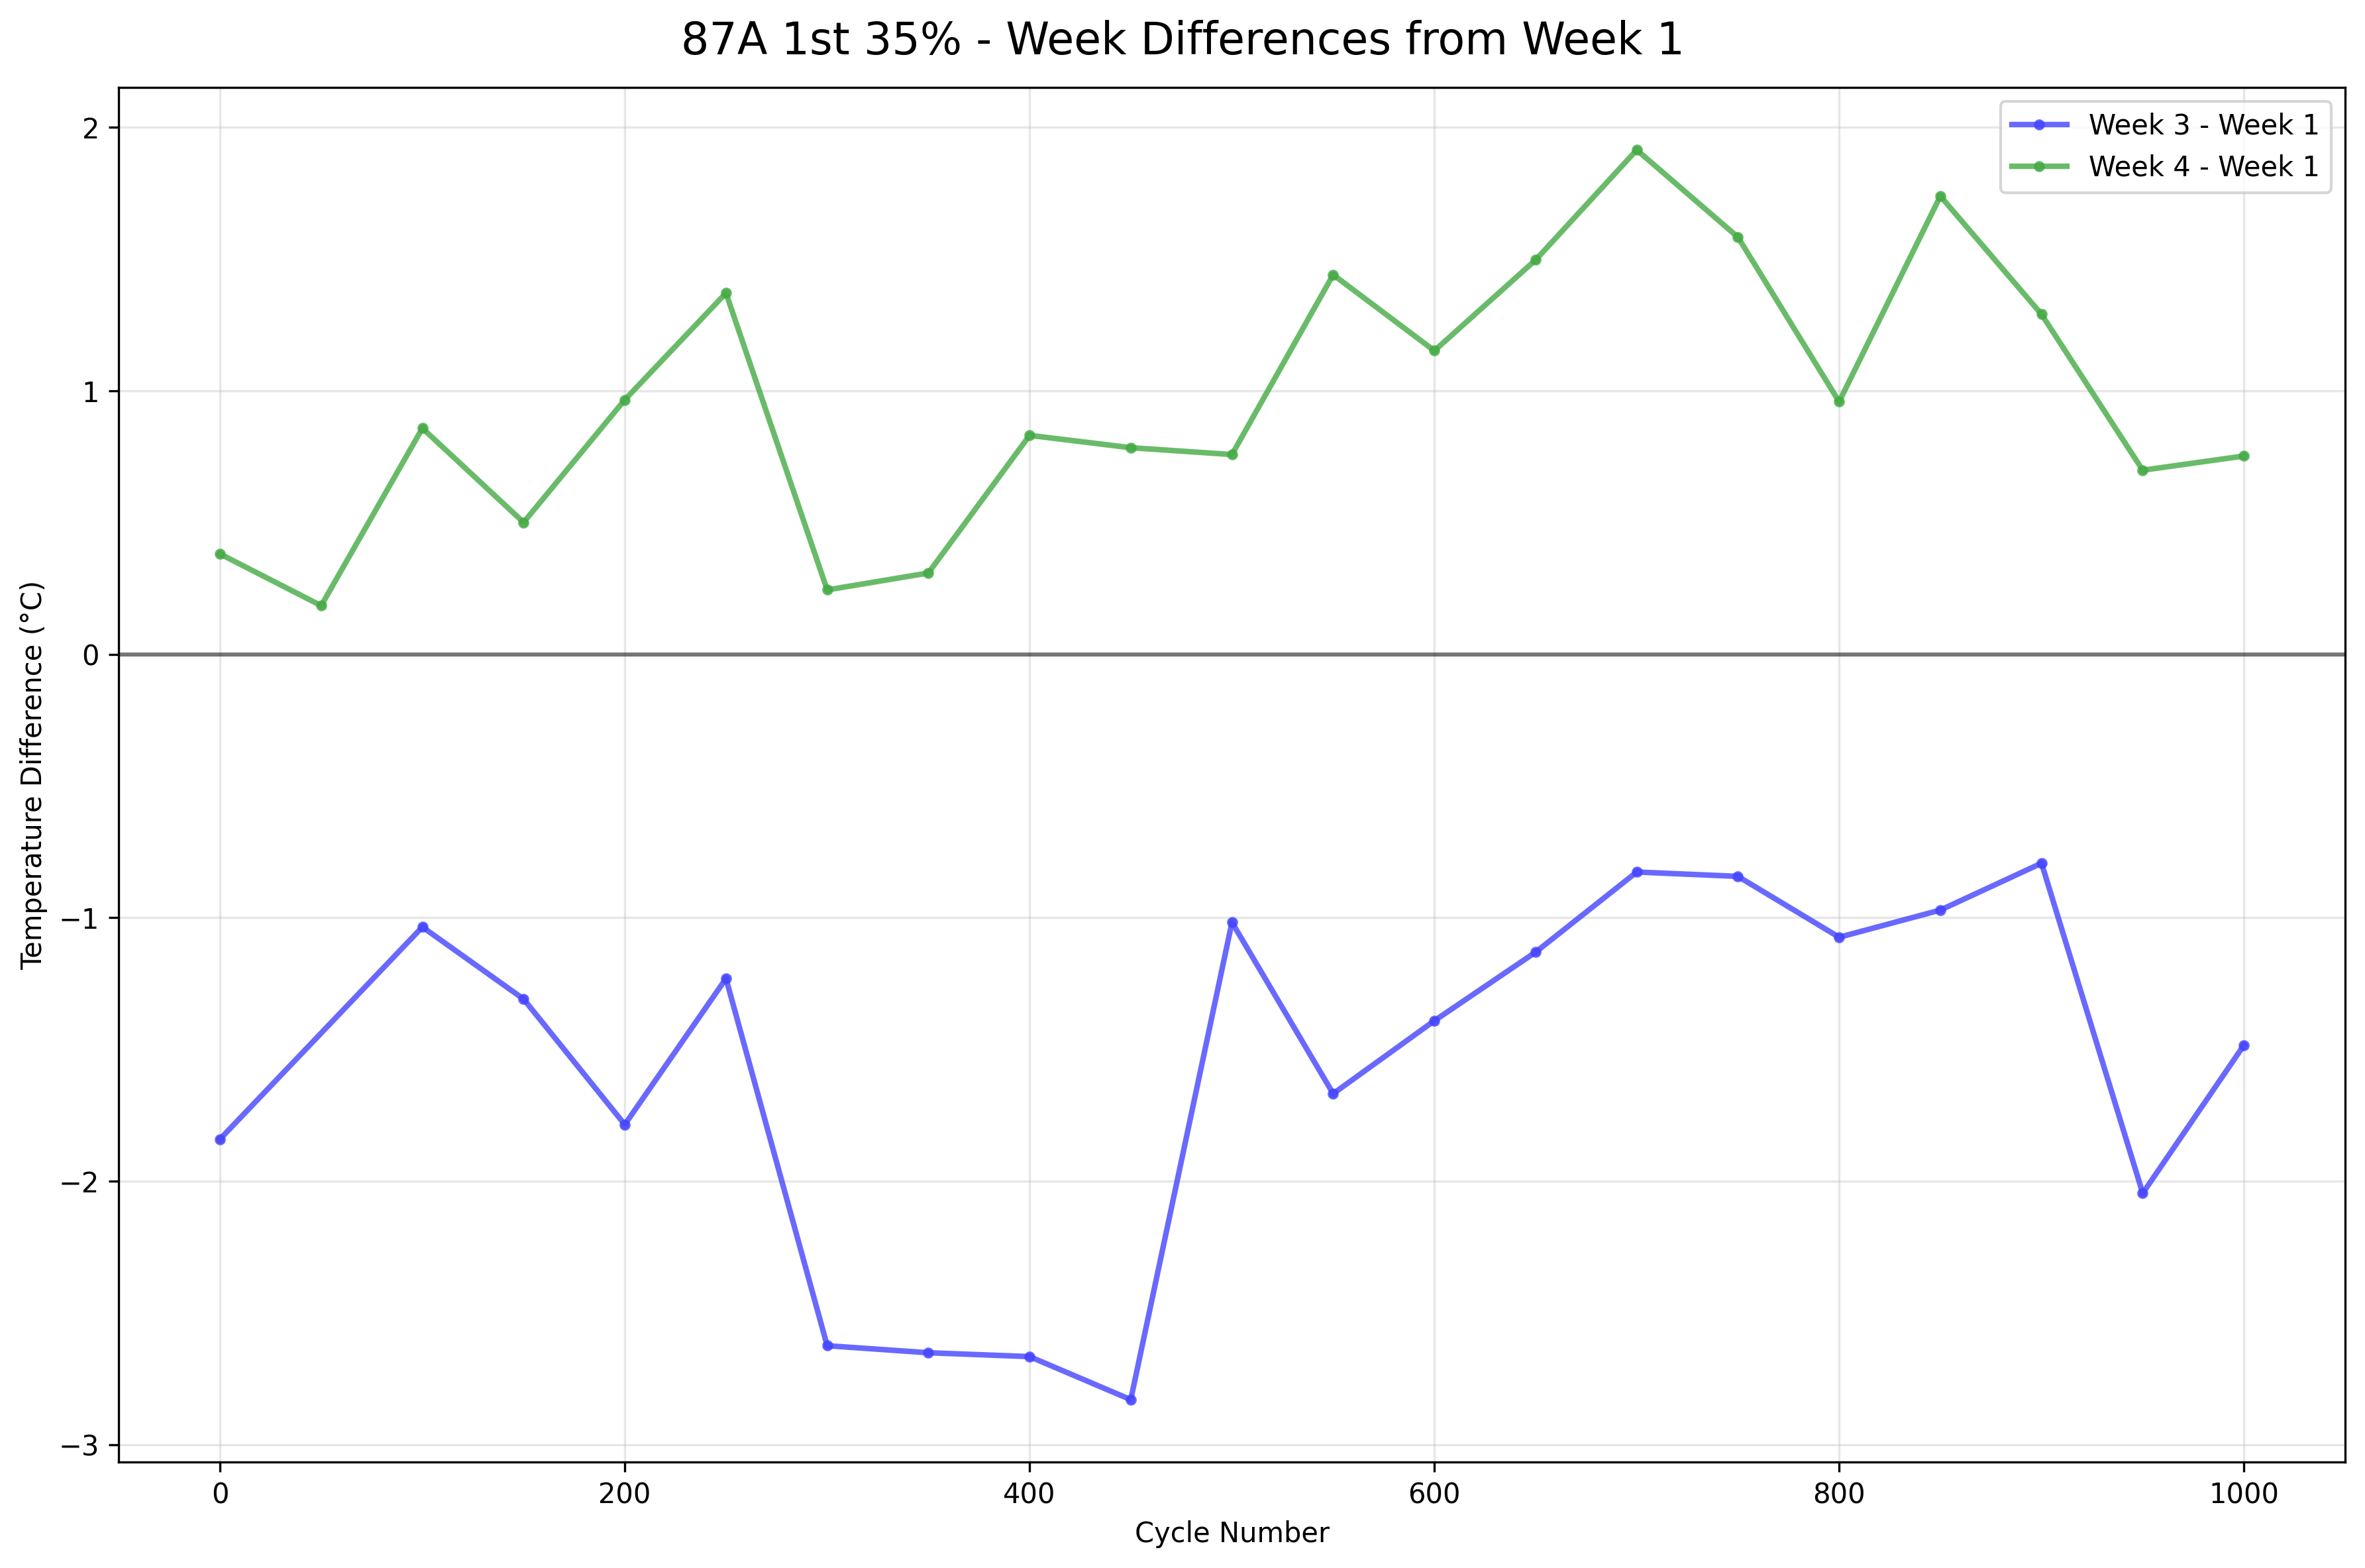 87A 1st 35% - Week Differences from Week 1
Week 3 - Week 1
Week 4 - Week 1
Temperature Difference (°C)
2
1
0
−1
−2
−3
0 200 400 600 800 1000
Cycle Number